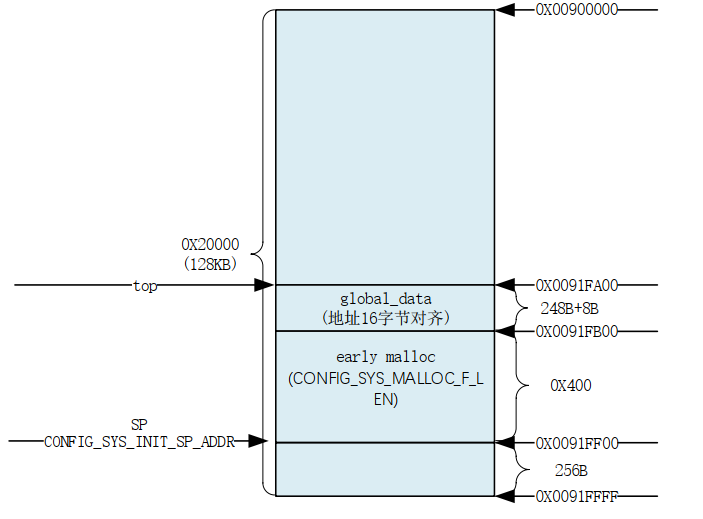 0X00900000
0X20000
(128KB)
top
0X0091FA00
global_data
(地址16字节对齐)
248B+8B
0X0091FB00
early malloc
(CONFIG_SYS_MALLOC_F_L
EN)
0X400
SP
CONFIG_SYS_INIT_SP_ADDR
0X0091FF00
256B
0X0091FFFF